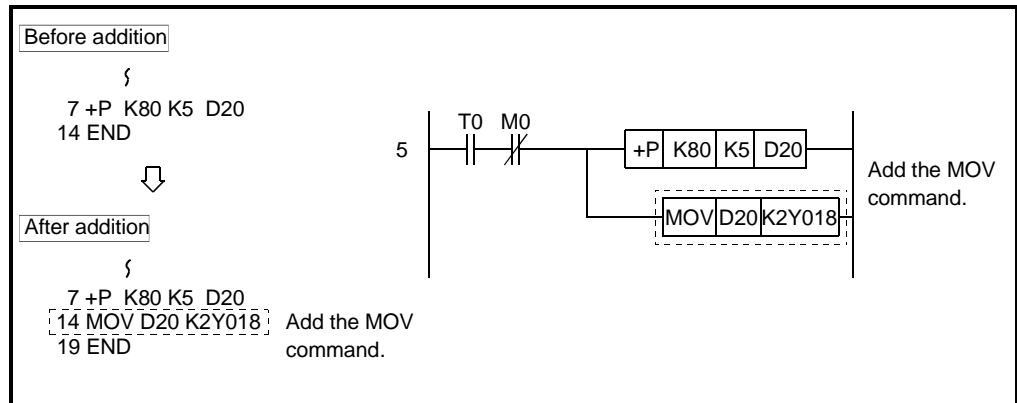 Before addition
7 +P K80 K5 D20
14 END
After addition
7 +P K80 K5 D20
14 MOV D20 K2Y018
19 END
Add the MOV
command.
T0 M0
5
+P K80 K5 D20
MOV D20 K2Y018
Add the MOV
command.